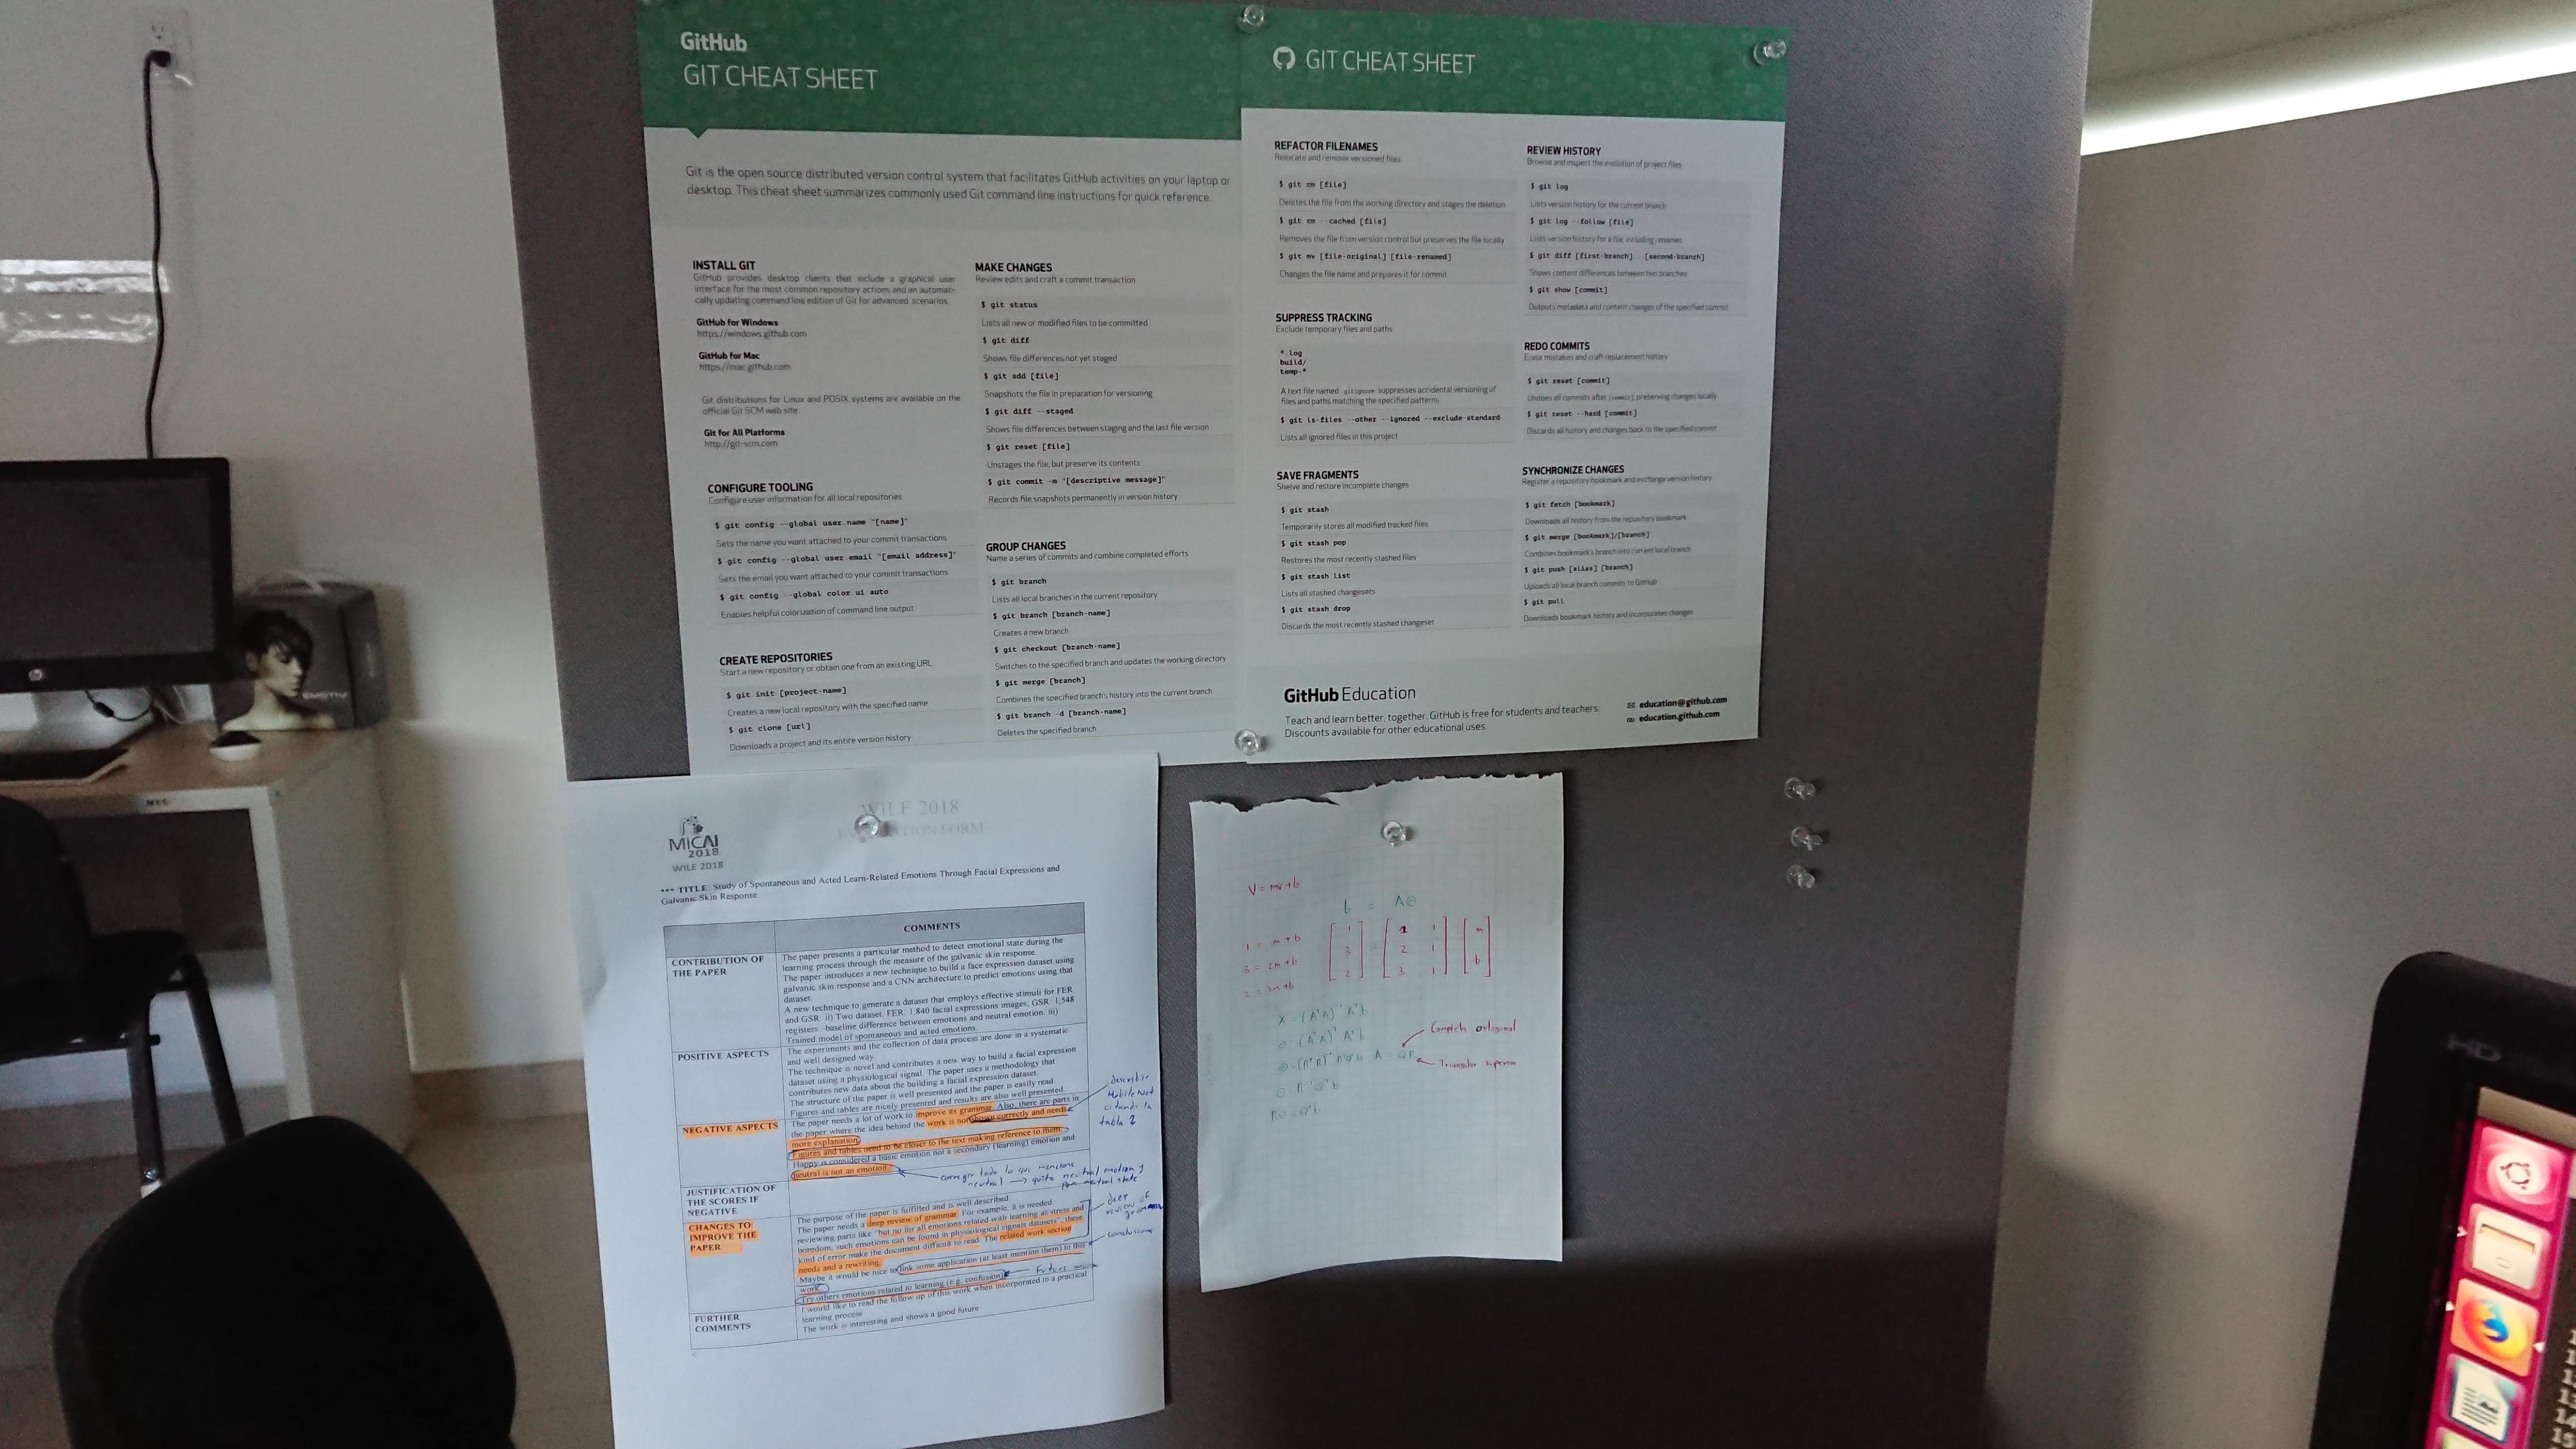 GitHub
GIT CHEAT SHEET
Git is the open source distributed version control system that facilitates GitHub activities on your laptop or
desktop. This cheat sheet summarizes commonly used Git command line instructions for quick reference.
INSTALL GIT
GitHub provides desktop clients that include a graphical user
interface for the most common repository actions and an automat-
ically updating command line edition of Git for advanced scenarios.
GitHub for Windows
https://windows.github.com
GitHub for Mac
https://mac.github.com
Git distributions for Linux and POSIX systems are available on the
official Git SCM web site.
Git for All Platforms
http://git-scm.com
CONFIGURE TOOLING
Configure user information for all local repositories
$ git config --global user.name "[name]"
Sets the name you want attached to your commit transactions
$ git config --global user.email "[email address]"
Sets the email you want attached to your commit transactions
$ git config --global color.ui auto
Enables helpful colorization of command line output
CREATE REPOSITORIES
Start a new repository or obtain one from an existing URL
$ git init [project-name]
Creates a new local repository with the specified name
$ git clone [url]
Downloads a project and its entire version history
MAKE CHANGES
Review edits and craft a commit transaction
$ git status
Lists all new or modified files to be committed
$ git diff
Shows file differences not yet staged
$ git add [file]
Snapshots the file in preparation for versioning
$ git diff --staged
Shows file differences between staging and the last file version
$ git reset [file]
Unstages the file, but preserve its contents
$ git commit -m "[descriptive message]"
Records file snapshots permanently in version history
GROUP CHANGES
Name a series of commits and combine completed efforts
$ git branch
Lists all local branches in the current repository
$ git branch [branch-name]
Creates a new branch
$ git checkout [branch-name]
Switches to the specified branch and updates the working directory
$ git merge [branch]
Combines the specified branch's history into the current branch
$ git branch -d [branch-name]
Deletes the specified branch
GIT CHEAT SHEET
REFACTOR FILENAMES
Relocate and remove versioned files
$ git rm [file]
Deletes the file from the working directory and stages the deletion
$ git rm --cached [file]
Removes the file from version control but preserves the file locally
$ git mv [file-original] [file-renamed]
Changes the file name and prepares it for commit
SUPPRESS TRACKING
Exclude temporary files and paths
*.log
build/
temp-*
A text file named .gitignore suppresses accidental versioning of
files and paths matching the specified patterns
$ git ls-files --other --ignored --exclude-standard
Lists all ignored files in this project
SAVE FRAGMENTS
Shelve and restore incomplete changes
$ git stash
Temporarily stores all modified tracked files
$ git stash pop
Restores the most recently stashed files
$ git stash list
Lists all stashed changesets
$ git stash drop
Discards the most recently stashed changeset
REVIEW HISTORY
Browse and inspect the evolution of project files
$ git log
Lists version history for the current branch
$ git log --follow [file]
Lists version history for a file, including renames
$ git diff [first-branch]...[second-branch]
Shows content differences between two branches
$ git show [commit]
Outputs metadata and content changes of the specified commit
REDO COMMITS
Erase mistakes and craft replacement history
$ git reset [commit]
Undoes all commits after [commit], preserving changes locally
$ git reset --hard [commit]
Discards all history and changes back to the specified commit
SYNCHRONIZE CHANGES
Register a repository bookmark and exchange version history
$ git fetch [bookmark]
Downloads all history from the repository bookmark
$ git merge [bookmark]/[branch]
Combines bookmark's branch into current local branch
$ git push [alias] [branch]
Uploads all local branch commits to GitHub
$ git pull
Downloads bookmark history and incorporates changes
GitHub Education
Teach and learn better, together. GitHub is free for students and teachers.
Discounts available for other educational uses.
education@github.com
education.github.com
EMOTIV
MICAI
2018
WILE 2018
WILE 2018
FORM
*** TITLE: Study of Spontaneous and Acted Learn-Related Emotions Through Facial Expressions and
Galvanic Skin Response
COMMENTS
CONTRIBUTION OF
THE PAPER
The paper presents a particular method to detect emotional state during the
learning process through the measure of the galvanic skin response.
The paper introduces a new technique to build a face expression dataset using
galvanic skin response and a CNN architecture to predict emotions using that
dataset.
A new technique to generate a dataset that employs effective stimuli for FER
and GSR. ii) Two dataset, FER: 1,840 facial expressions images; GSR: 1,548
registers -baseline difference between emotions and neutral emotion. iii)
Trained model of spontaneous and acted emotions.
POSITIVE ASPECTS
The experiments and the collection of data process are done in a systematic
and well designed way.
The technique is novel and contributes a new way to build a facial expression
dataset using a physiological signal. The paper uses a methodology that
contributes new data about the building a facial expression dataset.
The structure of the paper is well presented and the paper is easily read.
Figures and tables are nicely presented and results are also well presented.
NEGATIVE ASPECTS
The paper needs a lot of work to improve its grammar. Also, there are parts in
the paper where the idea behind the work is not shown correctly and needs
more explanation.
Figures and tables need to be closer to the text making reference to them.
Happy is considered a basic emotion not a secondary (learning) emotion and
neutral is not an emotion.
describir
MobileNet
citando la
tabla 2
corregir todo lo que mencione
neutral → quita neutral emotion y
pon neutral state
JUSTIFICATION OF
THE SCORES IF
NEGATIVE
CHANGES TO
IMPROVE THE
PAPER
The purpose of the paper is fulfilled and is well described.
The paper needs a deep review of grammar. For example, it is needed
reviewing parts like "but no for all emotions related with learning as stress and
boredom, such emotions can be found in physiological signals datasets", these
kind of error make the document difficult to read. The related work section
needs and a rewriting.
Maybe it would be nice to link some application (at least mention them) to this
work.
Try others emotions related to learning (e.g. confusion)
I would like to read the follow up of this work when incorporated to a practical
learning process
deep
review of
grammar
conclusions
Future work
FURTHER
COMMENTS
The work is interesting and shows a good future
b = AΘ
1 = m+b
3 = 2m+b
2 = 3m+b
1 1 1 m
3 2 1 b
2 3 1
Triangular superior
HD